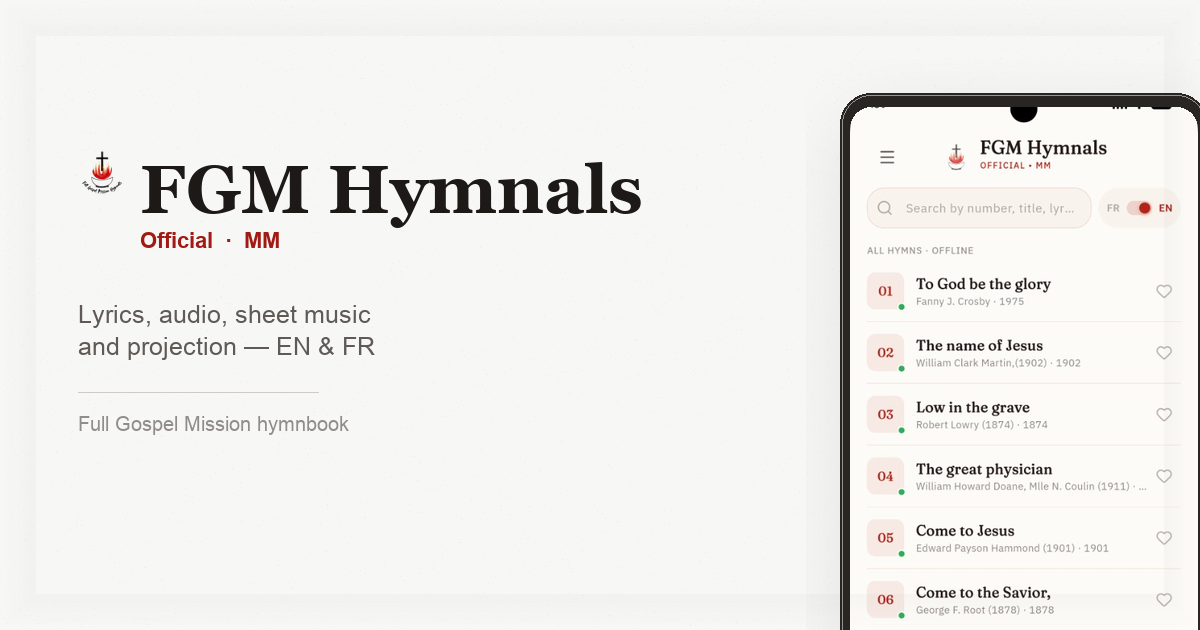 FGM Hymnals
Official · MM
Lyrics, audio, sheet music
and projection — EN & FR
Full Gospel Mission hymnbook
FGM Hymnals
OFFICIAL • MM
Search by number, title, lyr...
FR
EN
ALL HYMNS · OFFLINE
01
To God be the glory
Fanny J. Crosby · 1975
02
The name of Jesus
William Clark Martin,(1902) · 1902
03
Low in the grave
Robert Lowry (1874) · 1874
04
The great physician
William Howard Doane, Mlle N. Coulin (1911) · ...
05
Come to Jesus
Edward Payson Hammond (1901) · 1901
06
Come to the Savior,
George F. Root (1878) · 1878